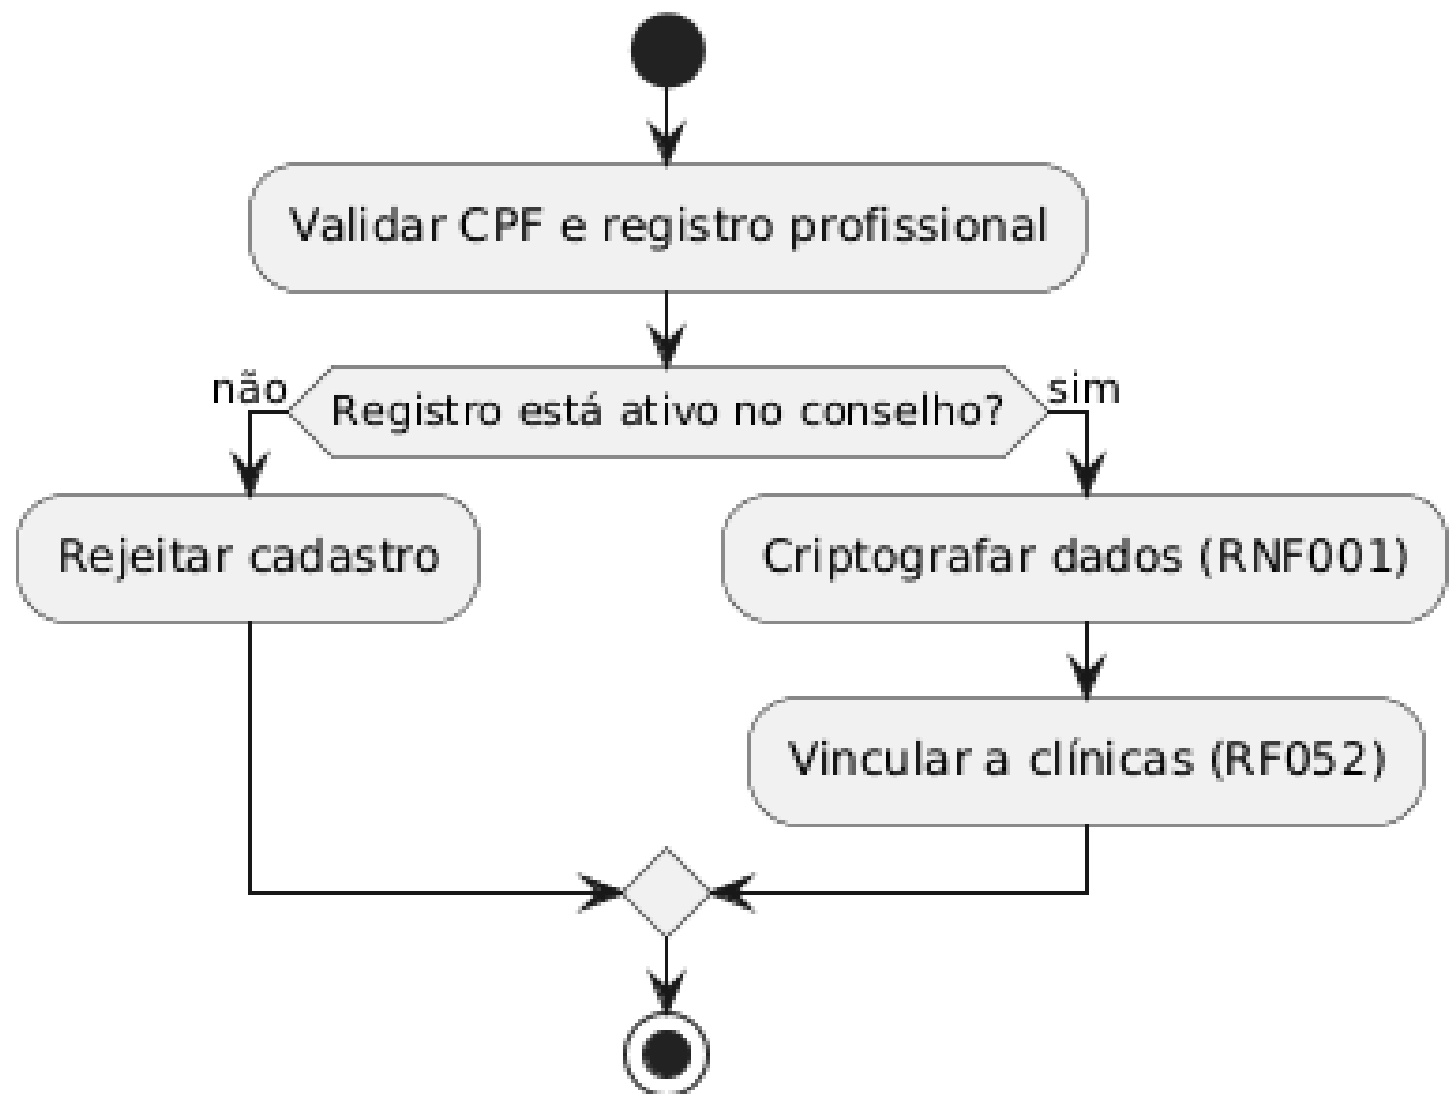 Validar CPF e registro profissional
não
Registro está ativo no conselho?
sim
Rejeitar cadastro
Criptografar dados (RNF001)
Vincular a clínicas (RF052)